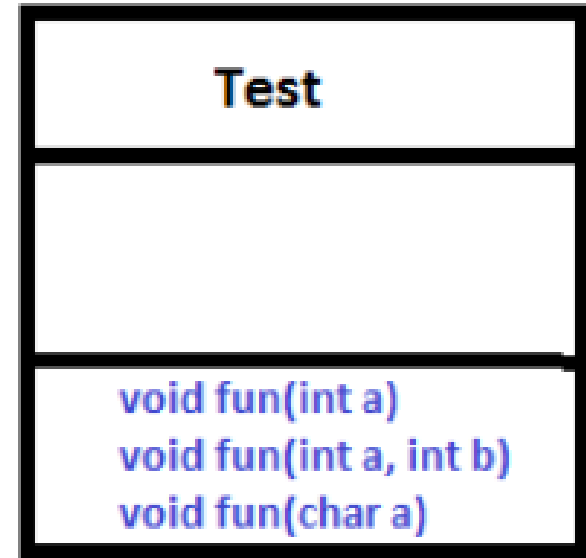 Test
void fun(int a)
void fun(int a, int b)
void fun(char a)